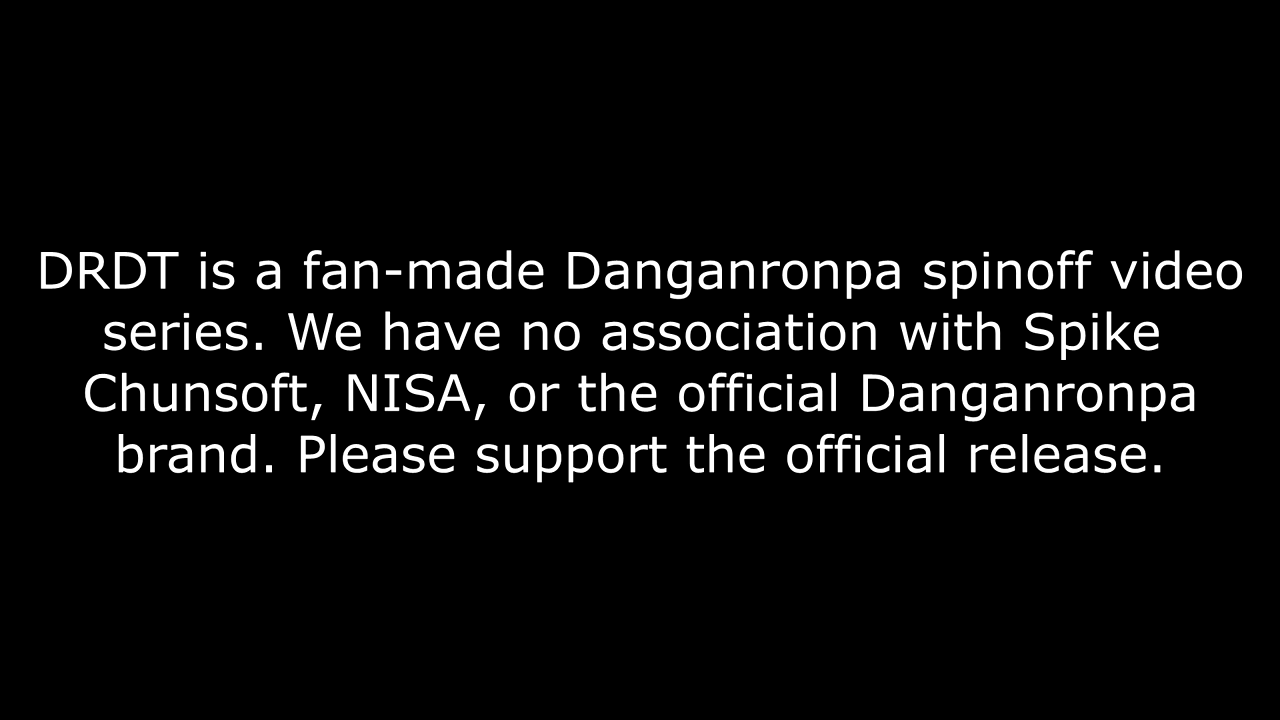 DRDT is a fan-made Danganronpa spinoff video
series. We have no association with Spike
Chunsoft, NISA, or the official Danganronpa
brand. Please support the official release.